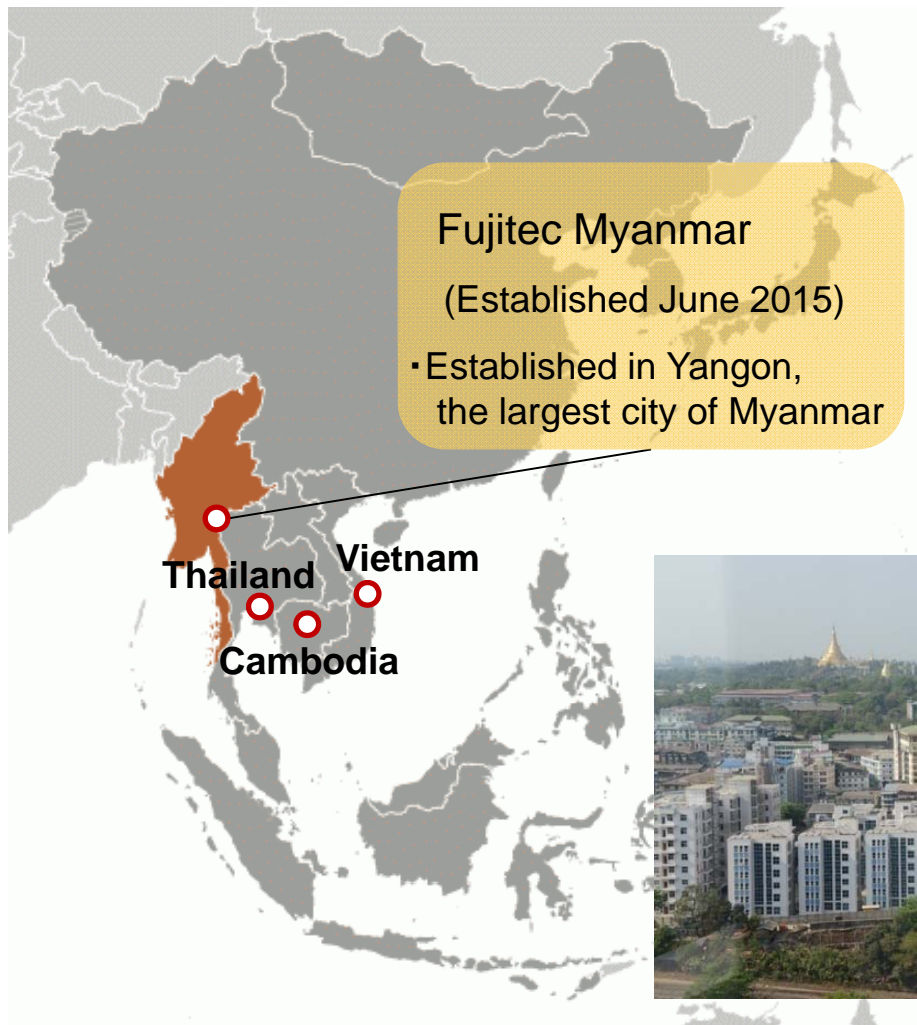 Fujitec Myanmar
(Established June 2015)
・Established in Yangon,
the largest city of Myanmar
Vietnam
Thailand
Cambodia